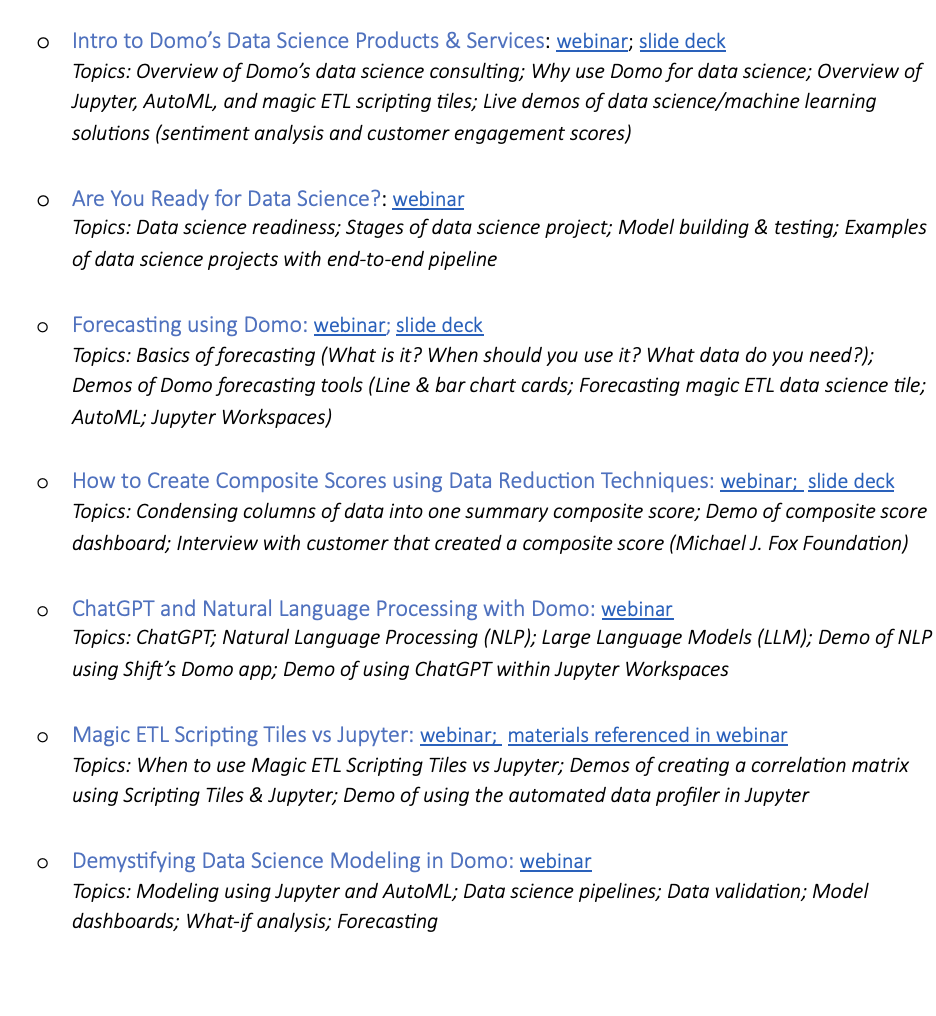 o Intro to Domo’s Data Science Products & Services: webinar; slide deck
Topics: Overview of Domo’s data science consulting; Why use Domo for data science; Overview of
Jupyter, AutoML, and magic ETL scripting tiles; Live demos of data science/machine learning
solutions (sentiment analysis and customer engagement scores)
o Are You Ready for Data Science?: webinar
Topics: Data science readiness; Stages of data science project; Model building & testing; Examples
of data science projects with end-to-end pipeline
o Forecasting using Domo: webinar; slide deck
Topics: Basics of forecasting (What is it? When should you use it? What data do you need?);
Demos of Domo forecasting tools (Line & bar chart cards; Forecasting magic ETL data science tile;
AutoML; Jupyter Workspaces)
o How to Create Composite Scores using Data Reduction Techniques: webinar; slide deck
Topics: Condensing columns of data into one summary composite score; Demo of composite score
dashboard; Interview with customer that created a composite score (Michael J. Fox Foundation)
o ChatGPT and Natural Language Processing with Domo: webinar
Topics: ChatGPT; Natural Language Processing (NLP); Large Language Models (LLM); Demo of NLP
using Shift’s Domo app; Demo of using ChatGPT within Jupyter Workspaces
o Magic ETL Scripting Tiles vs Jupyter: webinar; materials referenced in webinar
Topics: When to use Magic ETL Scripting Tiles vs Jupyter; Demos of creating a correlation matrix
using Scripting Tiles & Jupyter; Demo of using the automated data profiler in Jupyter
o Demystifying Data Science Modeling in Domo: webinar
Topics: Modeling using Jupyter and AutoML; Data science pipelines; Data validation; Model
dashboards; What-if analysis; Forecasting